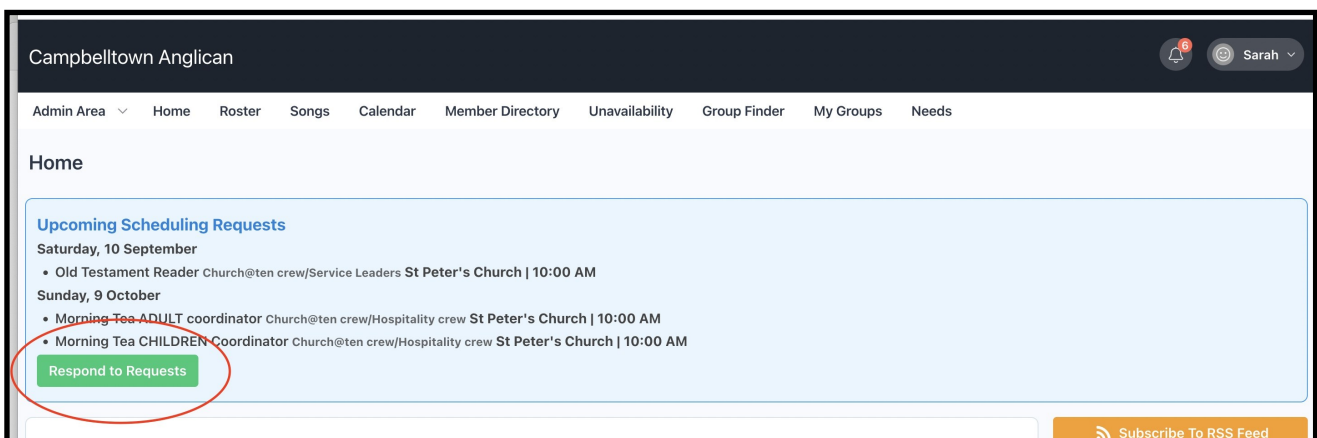 Campbelltown Anglican
6
Sarah
Admin Area Home Roster Songs Calendar Member Directory Unavailability Group Finder My Groups Needs
Home
Upcoming Scheduling Requests
Saturday, 10 September
• Old Testament Reader Church@ten crew/Service Leaders St Peter's Church | 10:00 AM
Sunday, 9 October
• Morning Tea ADULT coordinator Church@ten crew/Hospitality crew St Peter's Church | 10:00 AM
• Morning Tea CHILDREN Coordinator Church@ten crew/Hospitality crew St Peter's Church | 10:00 AM
Respond to Requests
Subscribe To RSS Feed